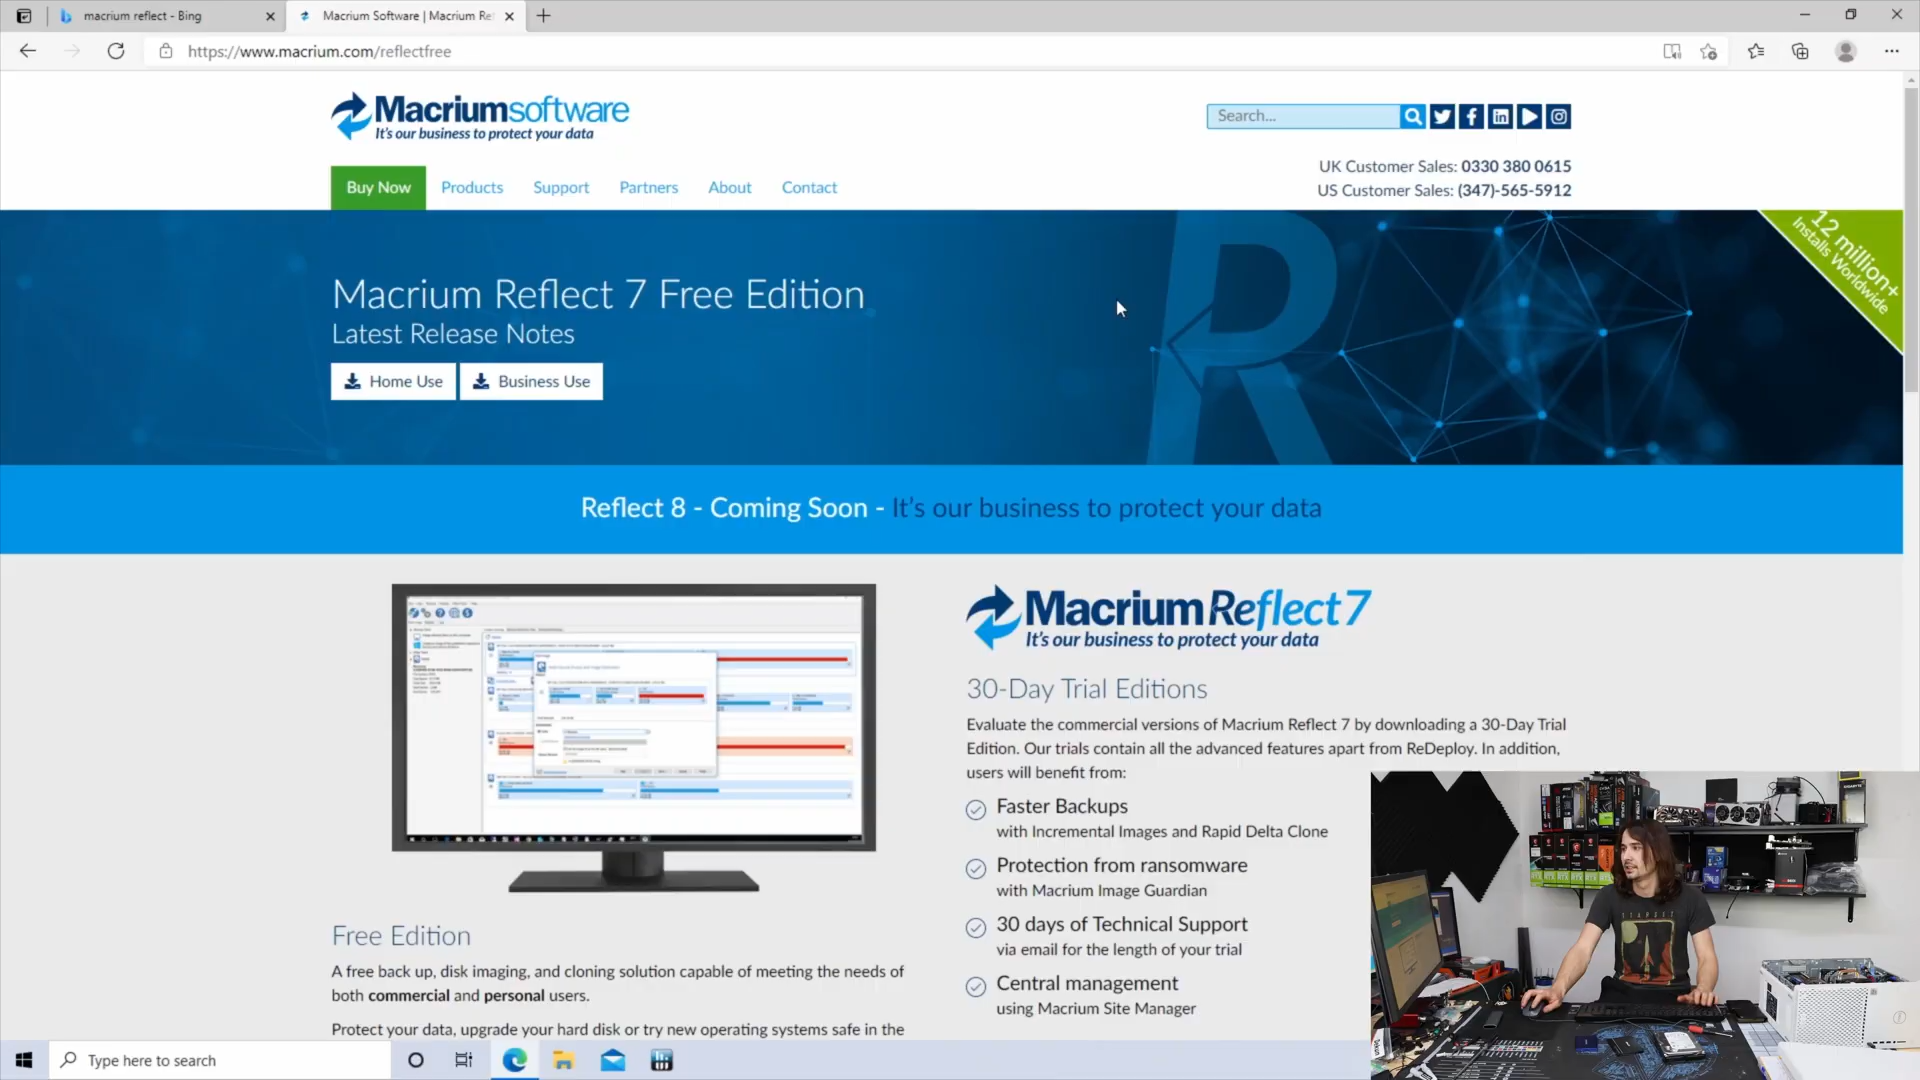 macrium reflect - Bing
Macrium Software | Macrium Re
https://www.macrium.com/reflectfree
Macriumsoftware
It's our business to protect your data
Search...
UK Customer Sales: 0330 380 0615
US Customer Sales: (347)-565-5912
Buy Now Products Support Partners About Contact
12 million+
Installs Worldwide
Macrium Reflect 7 Free Edition
Latest Release Notes
Home Use Business Use
Reflect 8 - Coming Soon - It's our business to protect your data
MacriumReflect 7
It's our business to protect your data
30-Day Trial Editions
Evaluate the commercial versions of Macrium Reflect 7 by downloading a 30-Day Trial
Edition. Our trials contain all the advanced features apart from ReDeploy. In addition,
users will benefit from:
Faster Backups
with Incremental Images and Rapid Delta Clone
Protection from ransomware
with Macrium Image Guardian
30 days of Technical Support
via email for the length of your trial
Central management
using Macrium Site Manager
Free Edition
A free back up, disk imaging, and cloning solution capable of meeting the needs of
both commercial and personal users.
Protect your data, upgrade your hard disk or try new operating systems safe in the
Type here to search